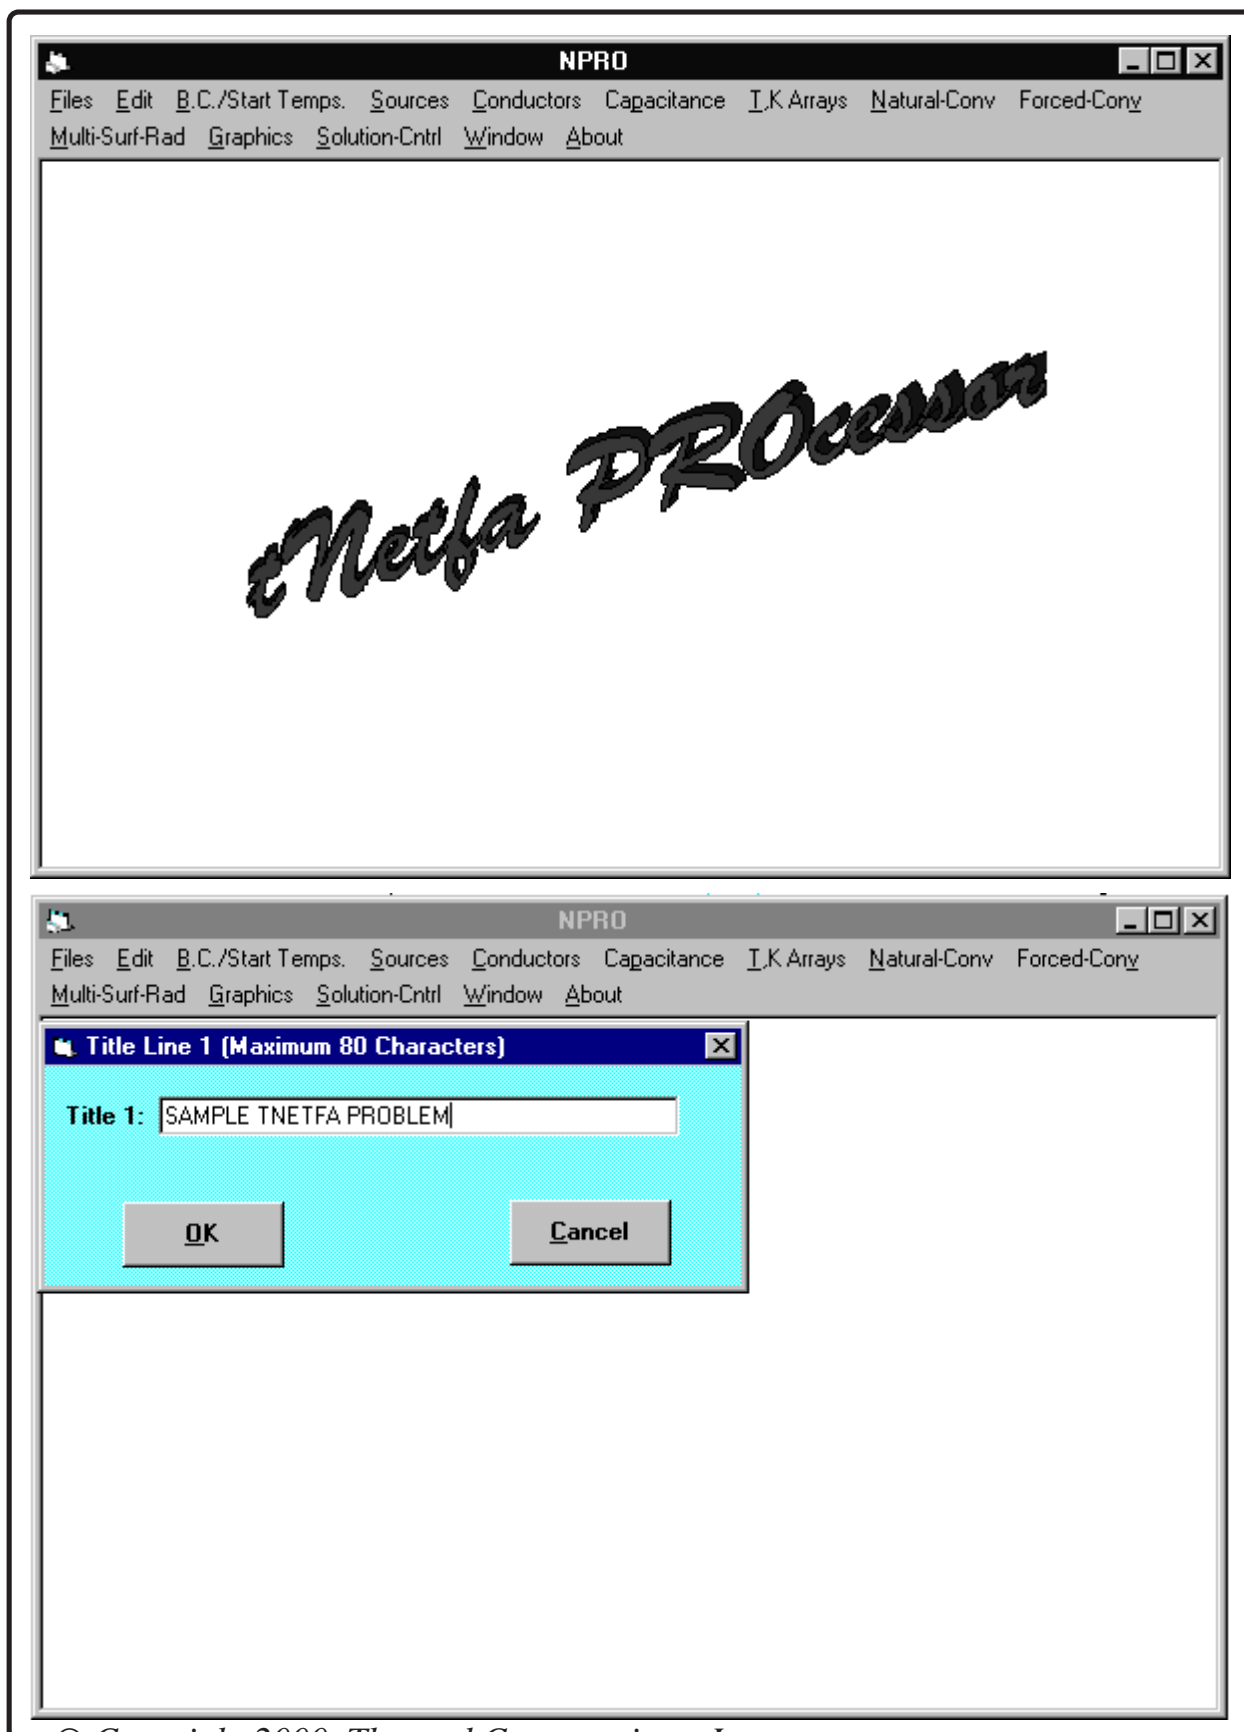 NPRO
Files Edit B.C./Start Temps. Sources Conductors Capacitance T,K Arrays Natural-Conv Forced-Conv
Multi-Surf-Rad Graphics Solution-Cntrl Window About
tNetfa PROcessor
NPRO
Files Edit B.C./Start Temps. Sources Conductors Capacitance T,K Arrays Natural-Conv Forced-Conv
Multi-Surf-Rad Graphics Solution-Cntrl Window About
Title Line 1 (Maximum 80 Characters)
Title 1: SAMPLE TNETFA PROBLEM
OK Cancel
2000 Thermal